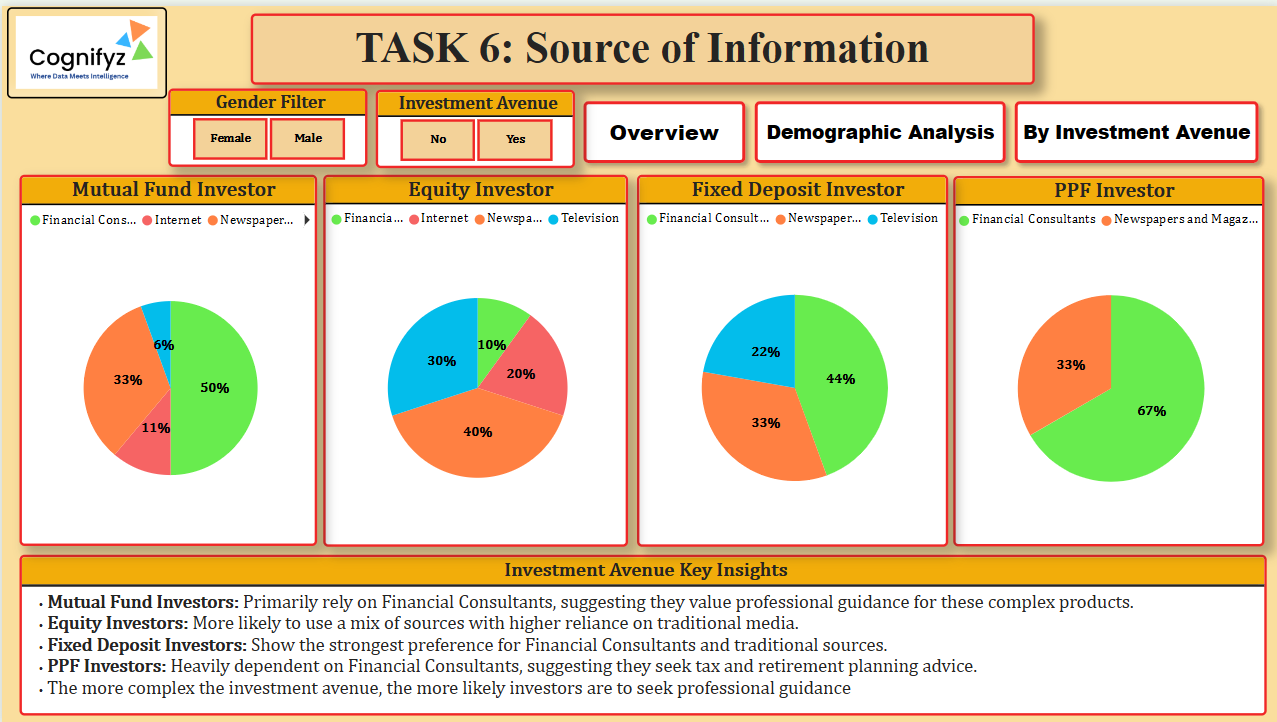 Cognifyz
Where Data Meets Intelligence
TASK 6: Source of Information
Gender Filter
Female
Male
Investment Avenue
No
Yes
Overview
Demographic Analysis
By Investment Avenue
Mutual Fund Investor
Financial Cons...
Internet
Newspaper...
6%
33%
50%
11%
Equity Investor
Financia...
Internet
Newspa...
Television
10%
30%
20%
40%
Fixed Deposit Investor
Financial Consult...
Newspaper...
Television
22%
44%
33%
PPF Investor
Financial Consultants
Newspapers and Magaz...
33%
67%
Investment Avenue Key Insights
• Mutual Fund Investors: Primarily rely on Financial Consultants, suggesting they value professional guidance for these complex products.
• Equity Investors: More likely to use a mix of sources with higher reliance on traditional media.
• Fixed Deposit Investors: Show the strongest preference for Financial Consultants and traditional sources.
• PPF Investors: Heavily dependent on Financial Consultants, suggesting they seek tax and retirement planning advice.
• The more complex the investment avenue, the more likely investors are to seek professional guidance